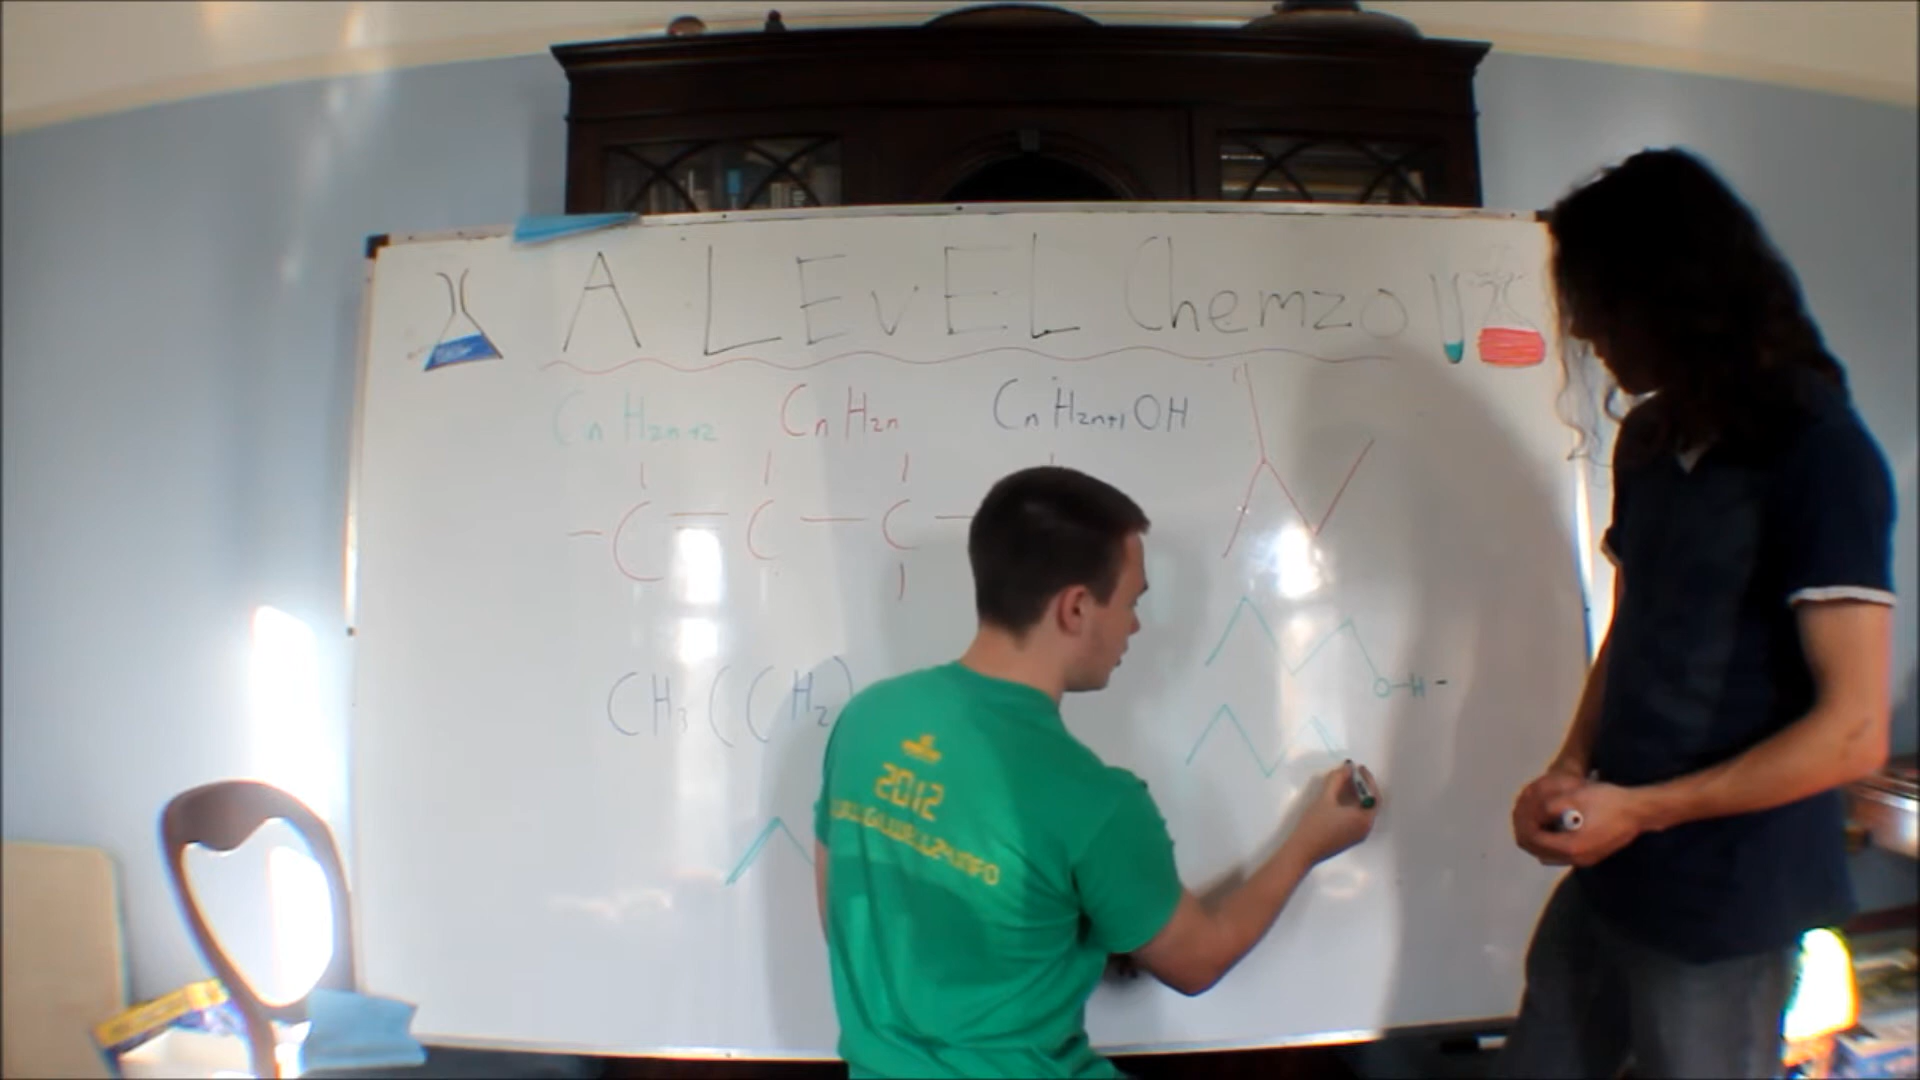 A LEVEL Chemzo
CnH2n+2 CnH2n CnH2n+1OH
- C = C - C -
CH3(CH2)
O-H
2012